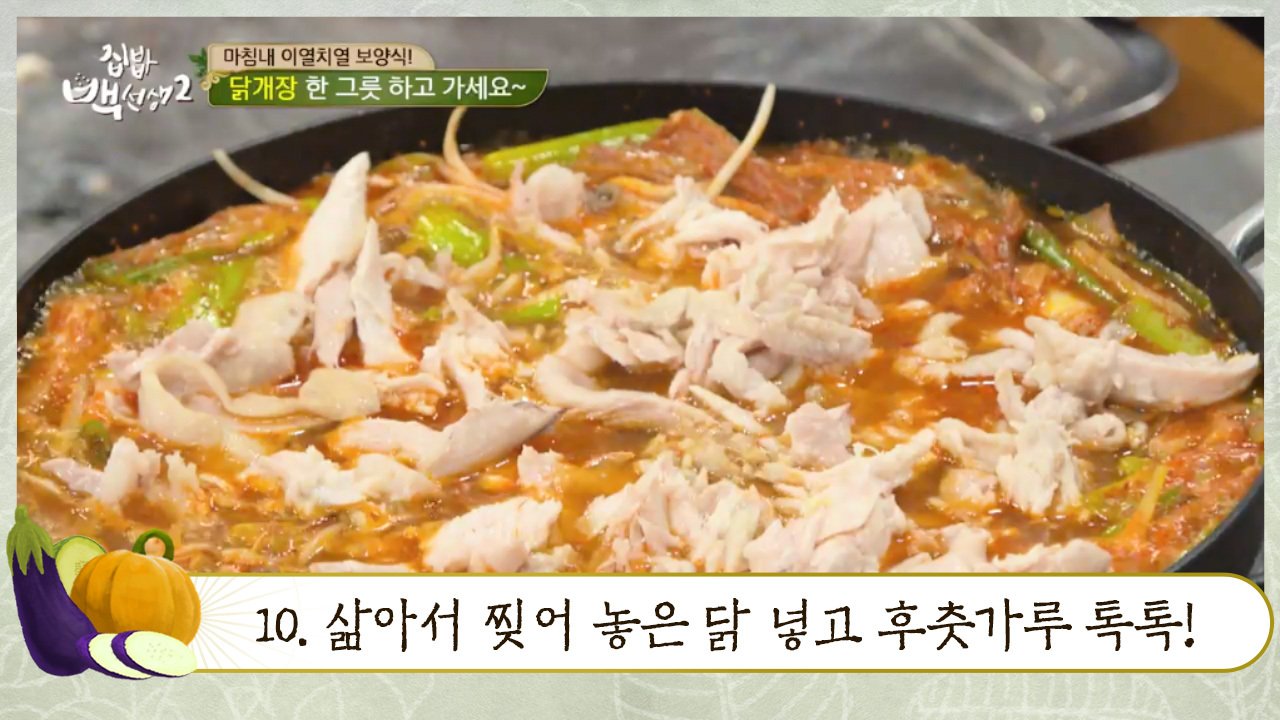 집밥
백선생2
마침내 이열치열 보양식!
닭개장 한 그릇 하고 가세요~
10. 삶아서 찢어 놓은 닭 넣고 후춧가루 톡톡!